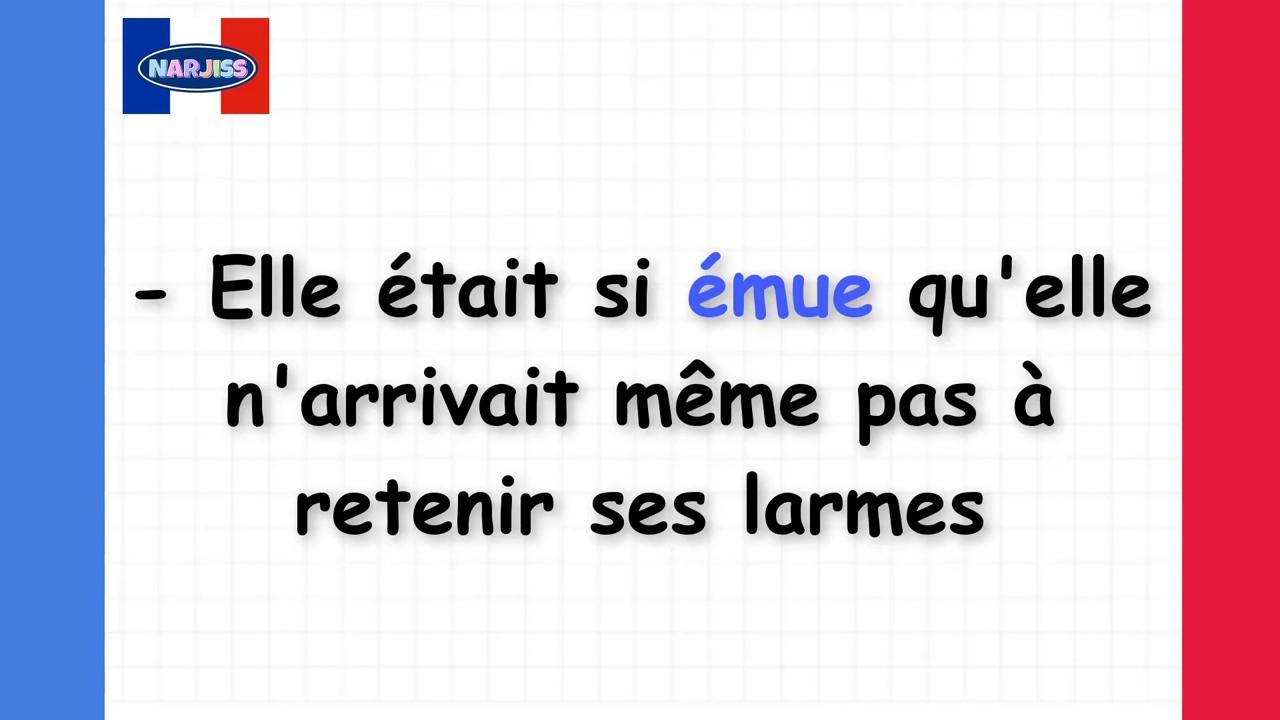 NARJISS
- Elle était si émue qu'elle
n'arrivait même pas à
retenir ses larmes